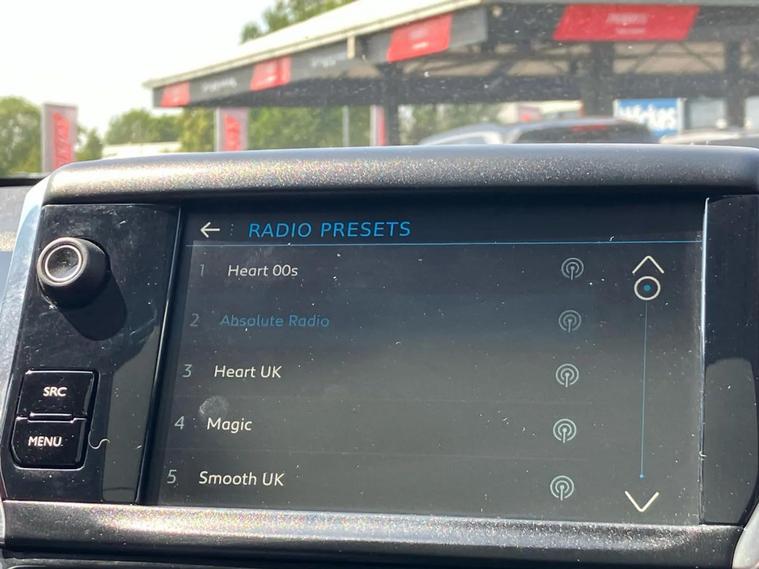 RADIO PRESETS
1 Heart 00s
2 Absolute Radio
3 Heart UK
4 Magic
5 Smooth UK
SRC
MENU